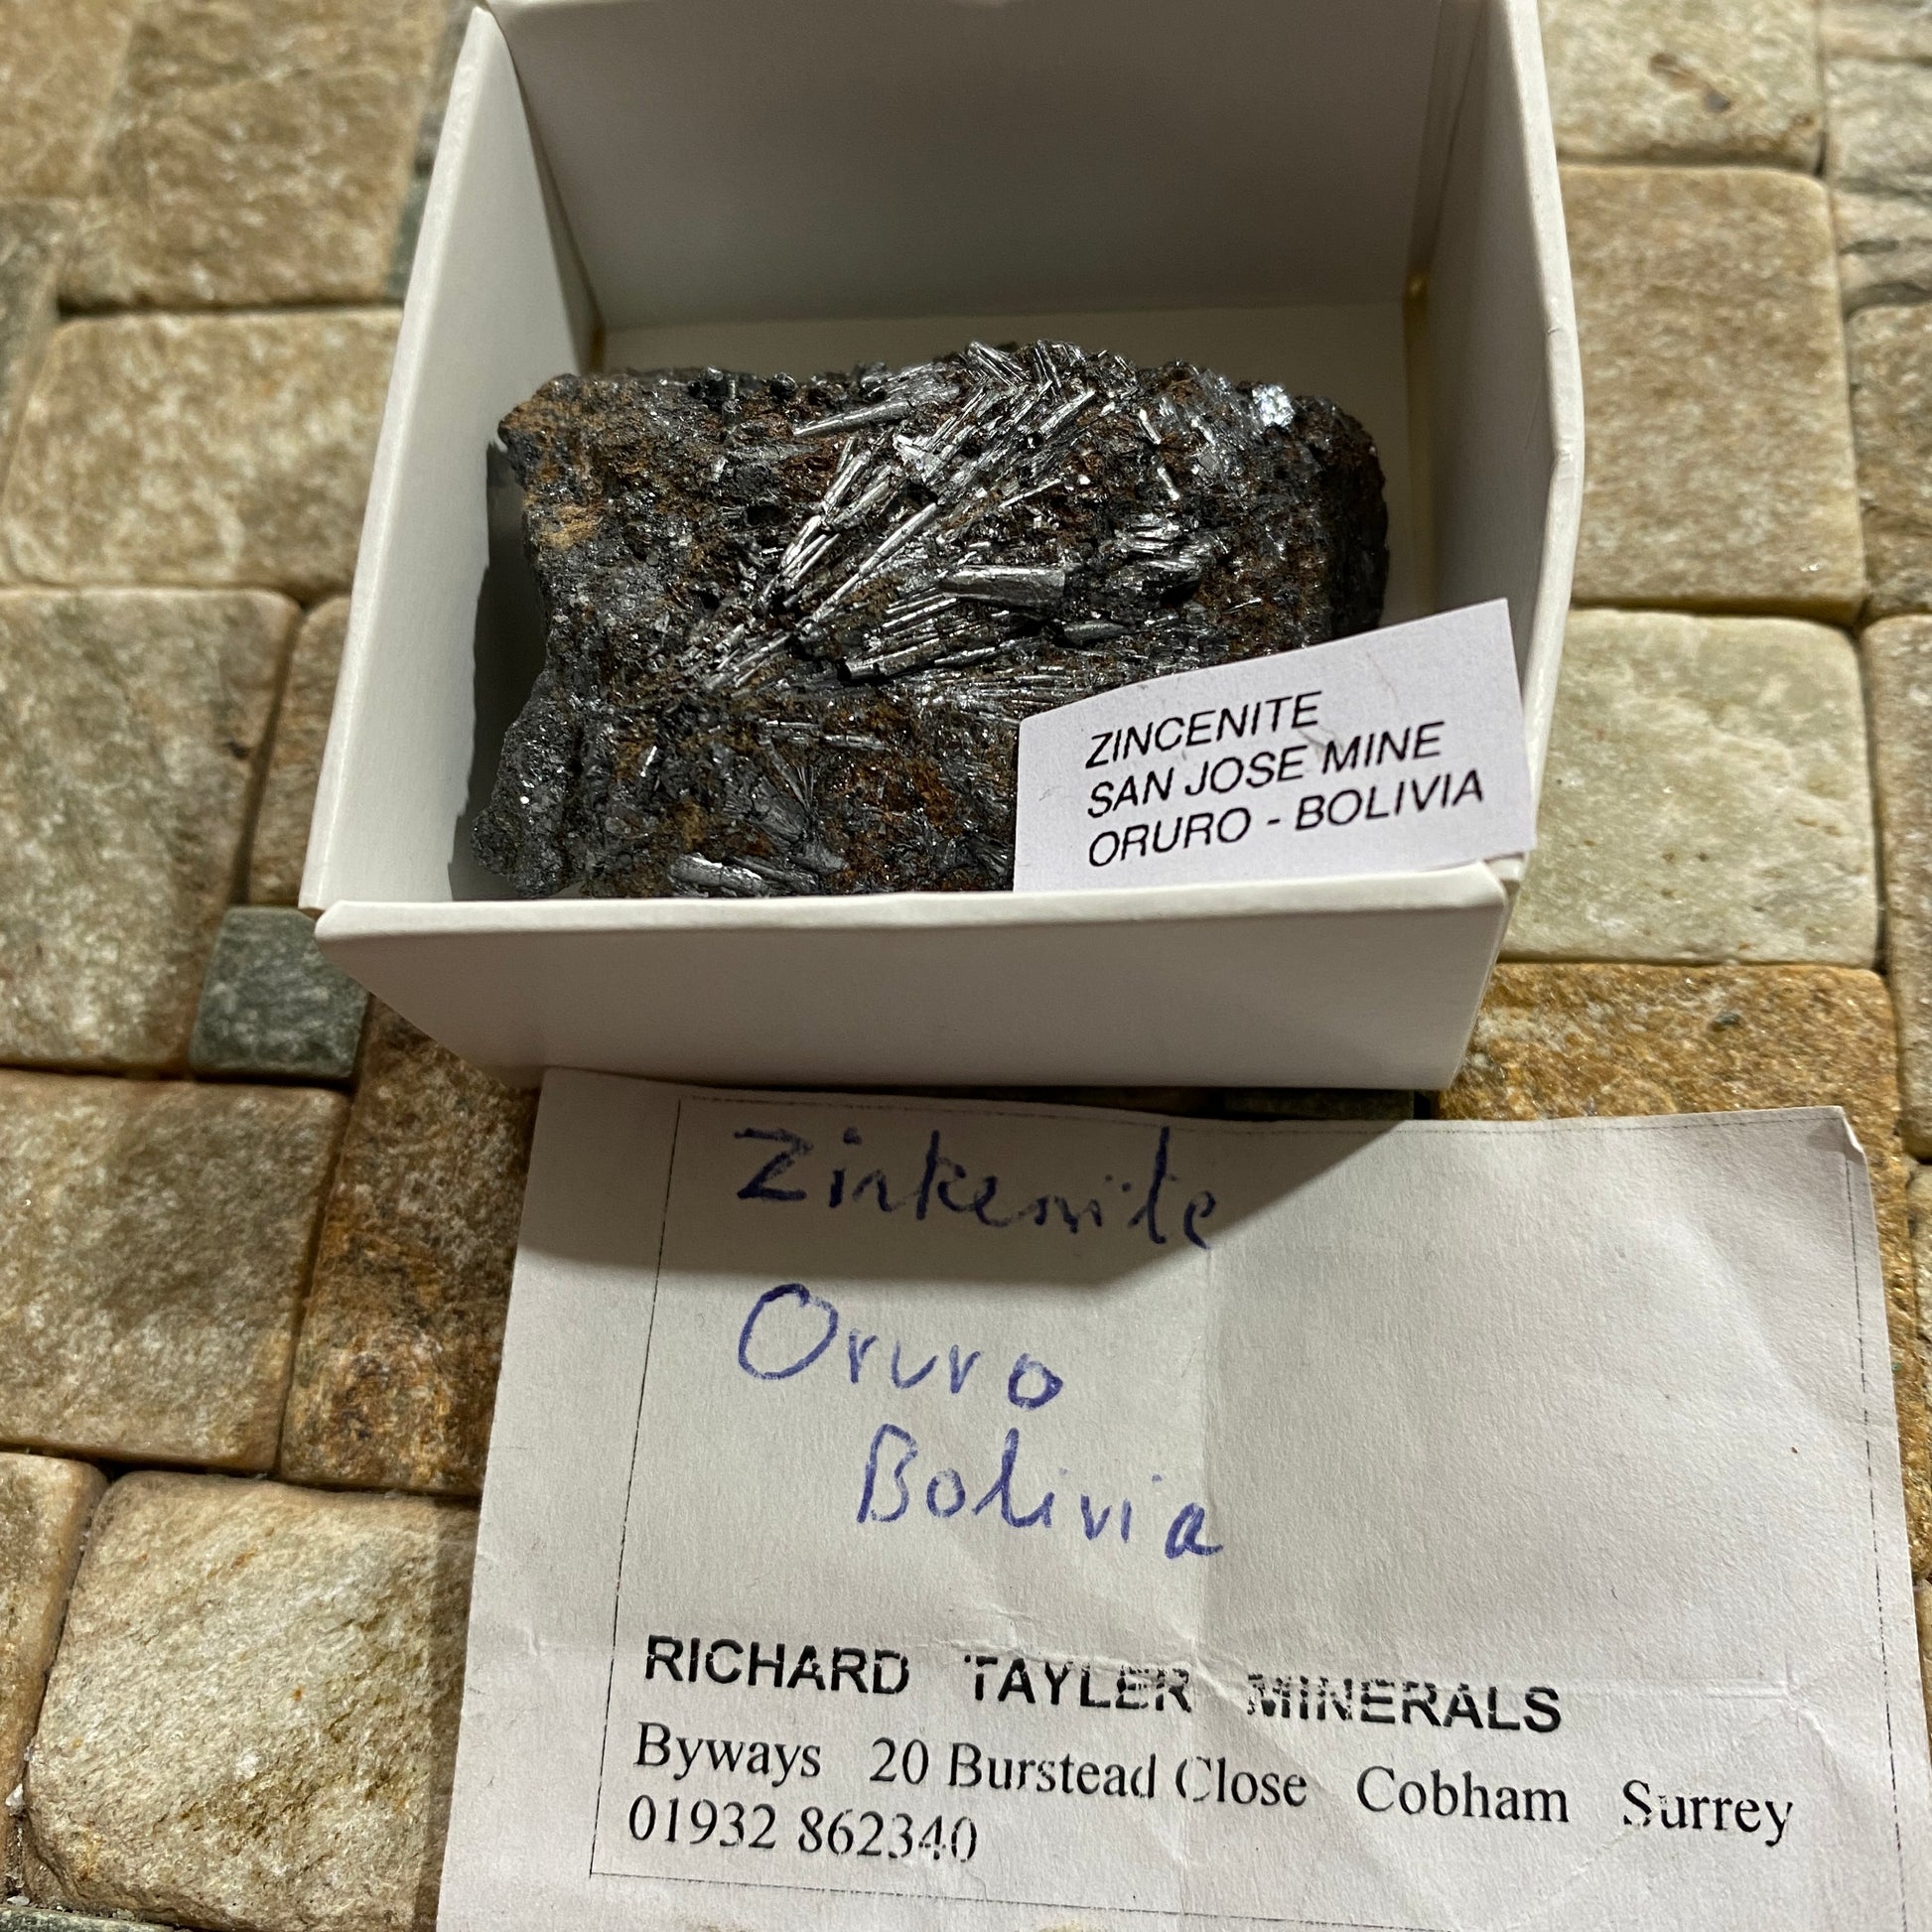 ZINCENITE
SAN JOSE MINE
ORURO - BOLIVIA
Zinkenite
Oruro
Bolivia
RICHARD TAYLER MINERALS
Byways 20 Burstead Close Cobham Surrey
01932 862340